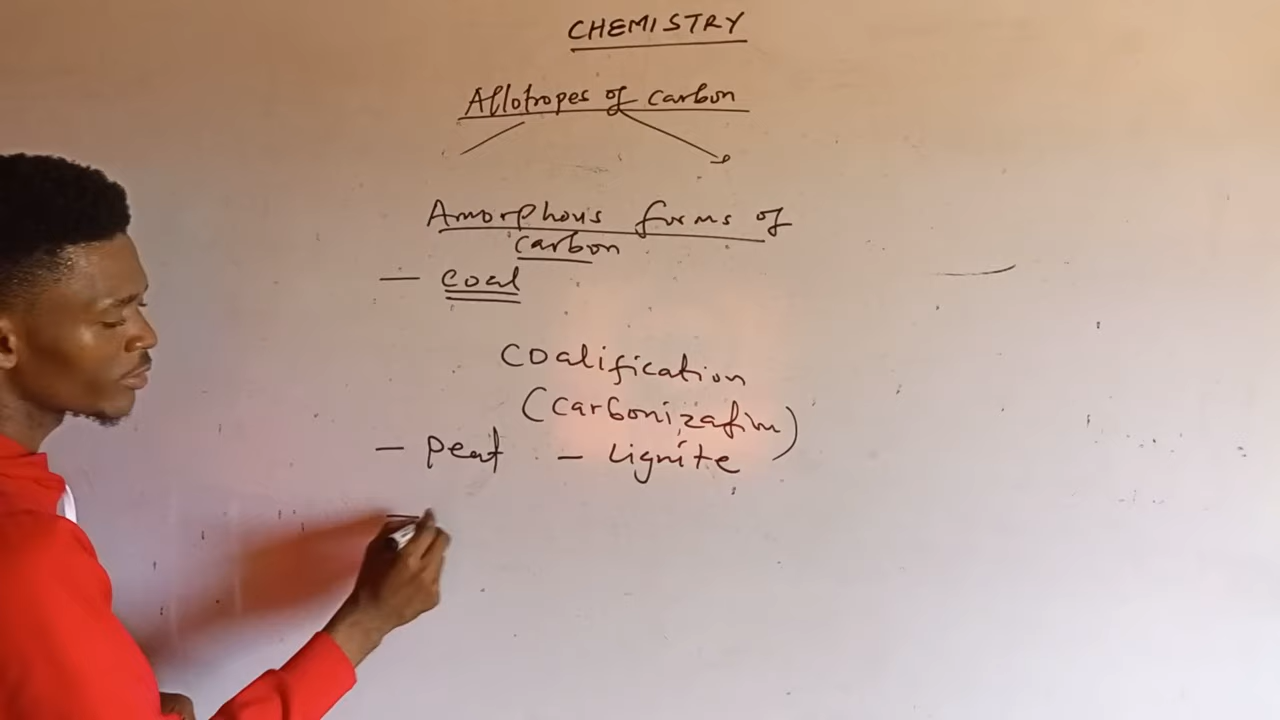 CHEMISTRY
Allotropes of carbon
Amorphous forms of
carbon
— coal
Coalification
(carbonization)
— peat – Lignite